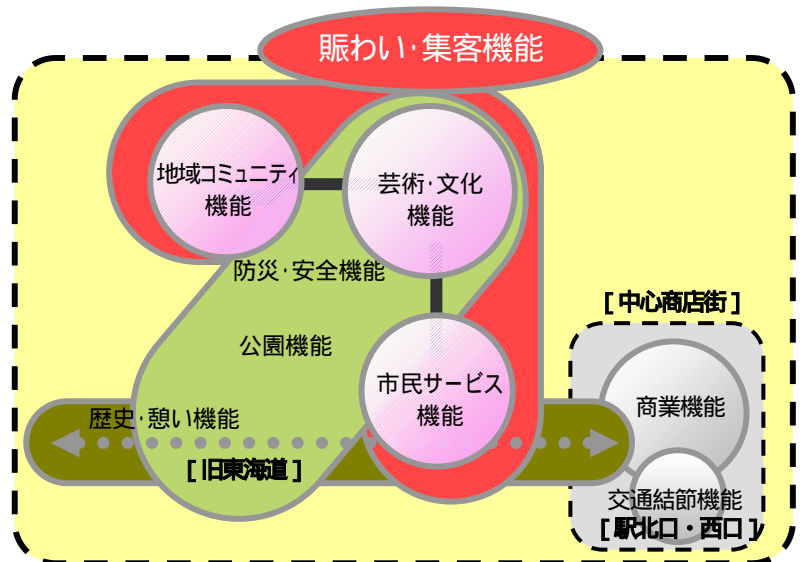 賑わい・集客機能
地域コミュニティ
機能
芸術・文化
機能
防災・安全機能
公園機能
[ 中心商店街 ]
市民サービス
機能
商業機能
歴史・憩い機能
[ 旧東海道 ]
交通結節機能
[ 駅北口・西口 ]